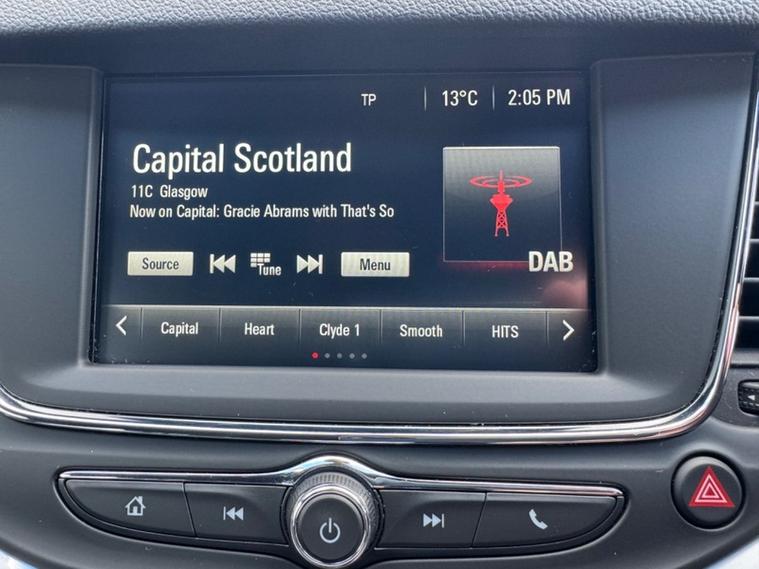 TP 13°C 2:05 PM
Capital Scotland
11C Glasgow
Now on Capital: Gracie Abrams with That's So
DAB
Source Tune Menu
Capital Heart Clyde 1 Smooth HITS